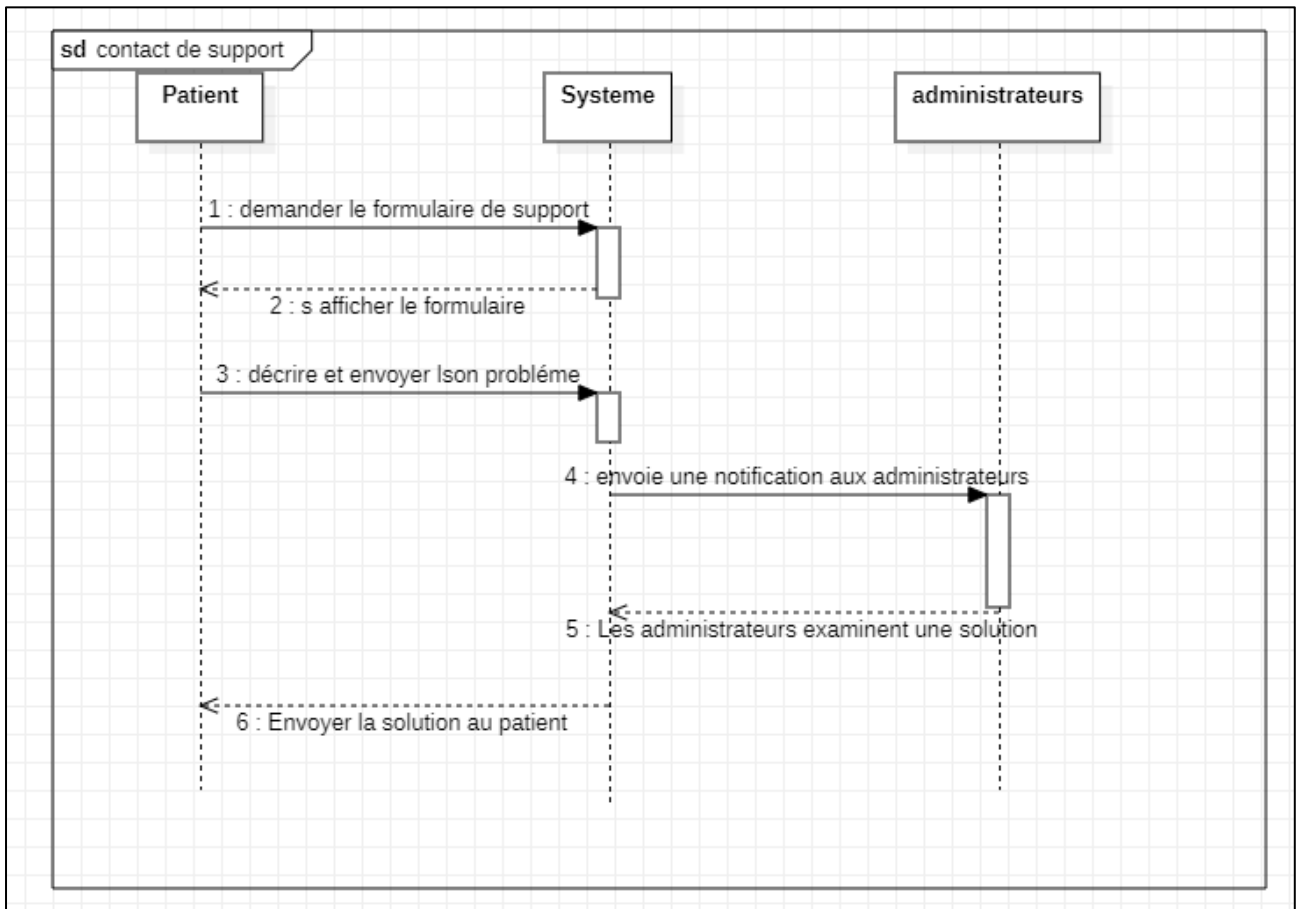 sd contact de support
Patient
Systeme
administrateurs
1 : demander le formulaire de support
2 : s afficher le formulaire
3 : décrire et envoyer lson probléme
4 : envoie une notification aux administrateurs
5 : Les administrateurs examinent une solution
6 : Envoyer la solution au patient